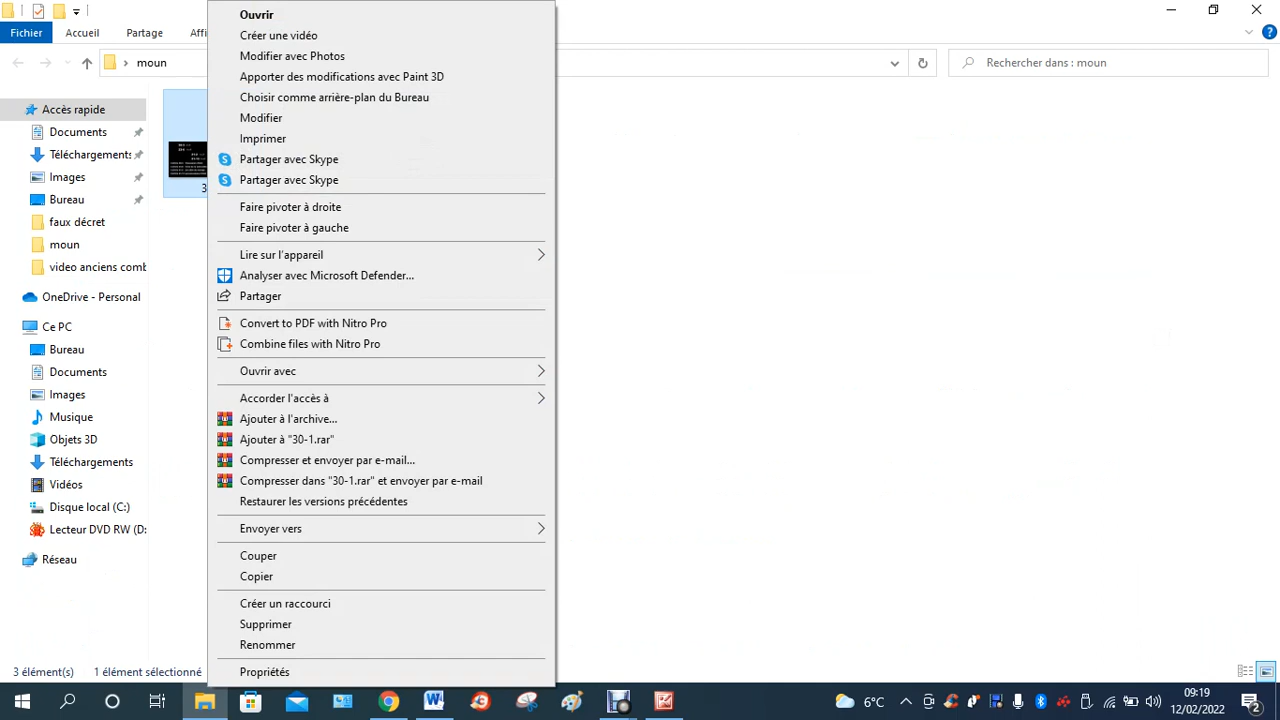 Fichier Accueil Partage
moun
Rechercher dans : moun
Accès rapide
Documents
Téléchargements
Images
Bureau
faux décret
moun
video anciens comb
OneDrive - Personal
Ce PC
Bureau
Documents
Images
Musique
Objets 3D
Téléchargements
Vidéos
Disque local (C:)
Lecteur DVD RW (D:
Réseau
Ouvrir
Créer une vidéo
Modifier avec Photos
Apporter des modifications avec Paint 3D
Choisir comme arrière-plan du Bureau
Modifier
Imprimer
Partager avec Skype
Partager avec Skype
Faire pivoter à droite
Faire pivoter à gauche
Lire sur l'appareil
Analyser avec Microsoft Defender...
Partager
Convert to PDF with Nitro Pro
Combine files with Nitro Pro
Ouvrir avec
Accorder l'accès à
Ajouter à l'archive...
Ajouter à "30-1.rar"
Compresser et envoyer par e-mail...
Compresser dans "30-1.rar" et envoyer par e-mail
Restaurer les versions précédentes
Envoyer vers
Couper
Copier
Créer un raccourci
Supprimer
Renommer
Propriétés
3 élément(s) 1 élément sélectionné
6°C
09:19
12/02/2022
2